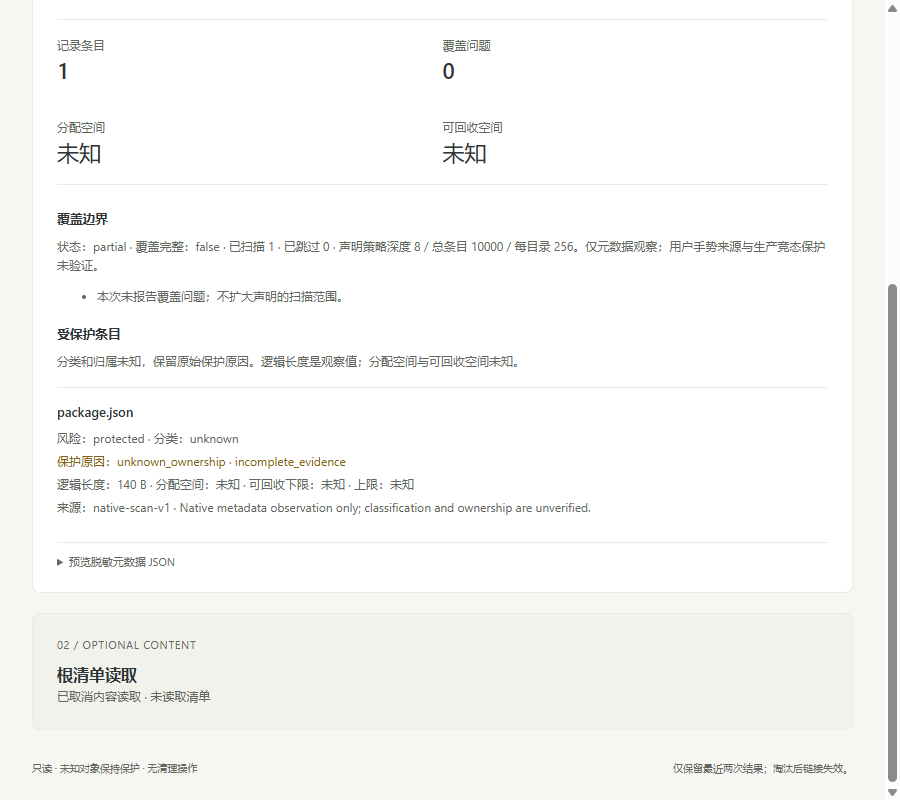 记录条目
覆盖问题
1
0
分配空间
可回收空间
未知
未知
覆盖边界
状态：partial · 覆盖完整：false · 已扫描 1 · 已跳过 0 · 声明策略深度 8 / 总条目 10000 / 每目录 256。仅元数据观察；用户手势来源与生产竞态保护
未验证。
• 本次未报告覆盖问题；不扩大声明的扫描范围。
受保护条目
分类和归属未知，保留原始保护原因。逻辑长度是观察值；分配空间与可回收空间未知。
package.json
风险：protected · 分类：unknown
保护原因：unknown_ownership · incomplete_evidence
逻辑长度：140 B · 分配空间：未知 · 可回收下限：未知 · 上限：未知
来源：native-scan-v1 · Native metadata observation only; classification and ownership are unverified.
▶ 预览脱敏元数据 JSON
02 / OPTIONAL CONTENT
根清单读取
已取消内容读取 · 未读取清单
只读 · 未知对象保持保护 · 无清理操作
仅保留最近两次结果；淘汰后链接失效。